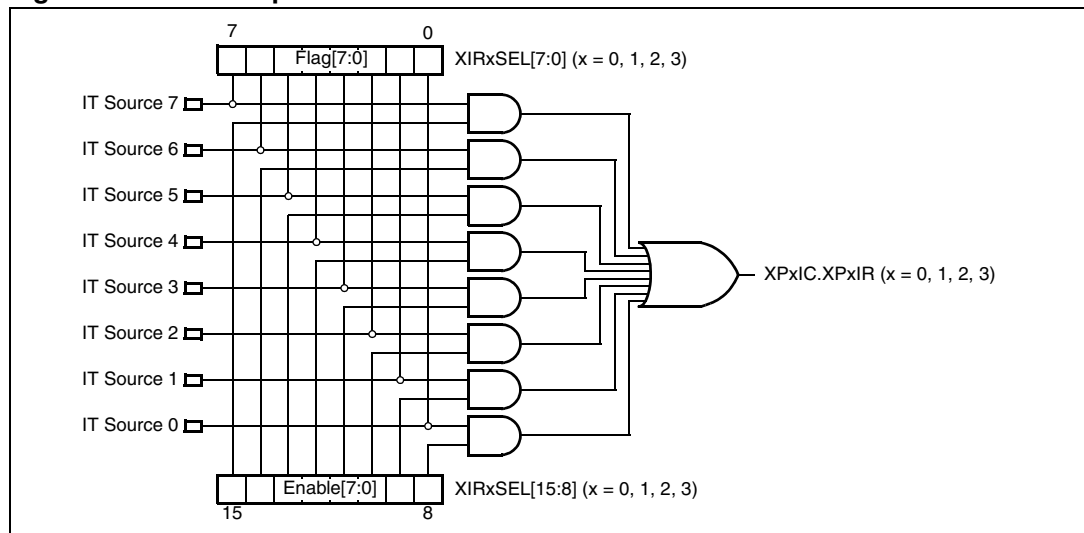 7 0
Flag[7:0] XIRxSEL[7:0] (x = 0, 1, 2, 3)
IT Source 7
IT Source 6
IT Source 5
IT Source 4
IT Source 3
XPxIC.XPxIR (x = 0, 1, 2, 3)
IT Source 2
IT Source 1
IT Source 0
Enable[7:0] XIRxSEL[15:8] (x = 0, 1, 2, 3)
15 8